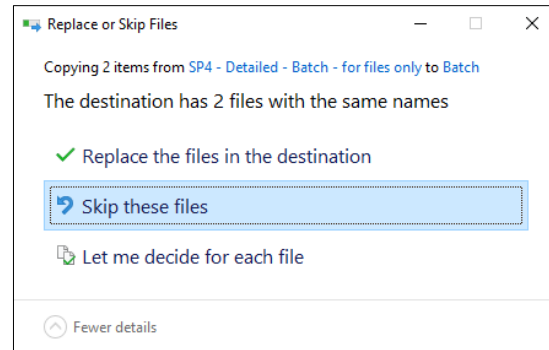 Replace or Skip Files
Copying 2 items from SP4 - Detailed - Batch - for files only to Batch
The destination has 2 files with the same names
Replace the files in the destination
Skip these files
Let me decide for each file
Fewer details